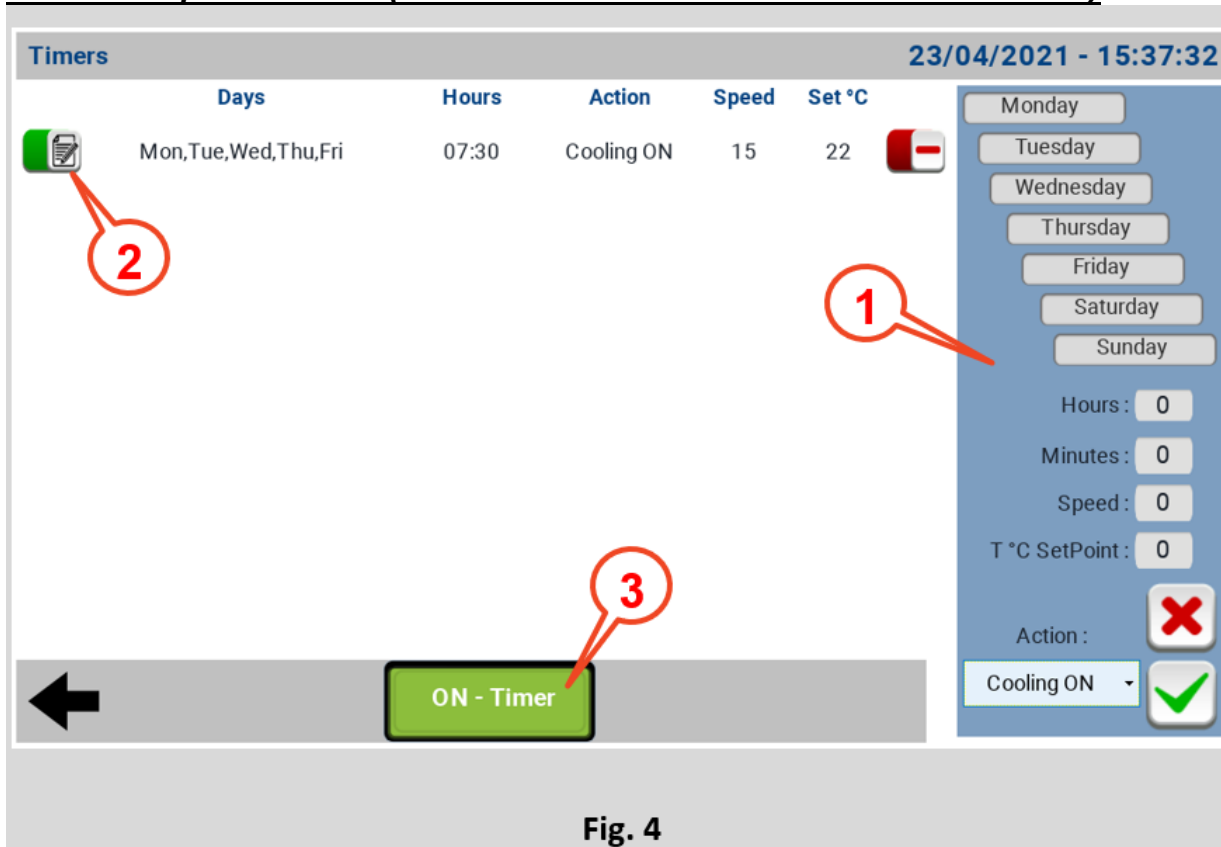 Timers 23/04/2021 - 15:37:32
Days Hours Action Speed Set °C
Mon,Tue,Wed,Thu,Fri 07:30 Cooling ON 15 22
2
1
3
Monday
Tuesday
Wednesday
Thursday
Friday
Saturday
Sunday
Hours : 0
Minutes : 0
Speed : 0
T °C SetPoint : 0
Action :
Cooling ON
ON - Timer
Fig. 4